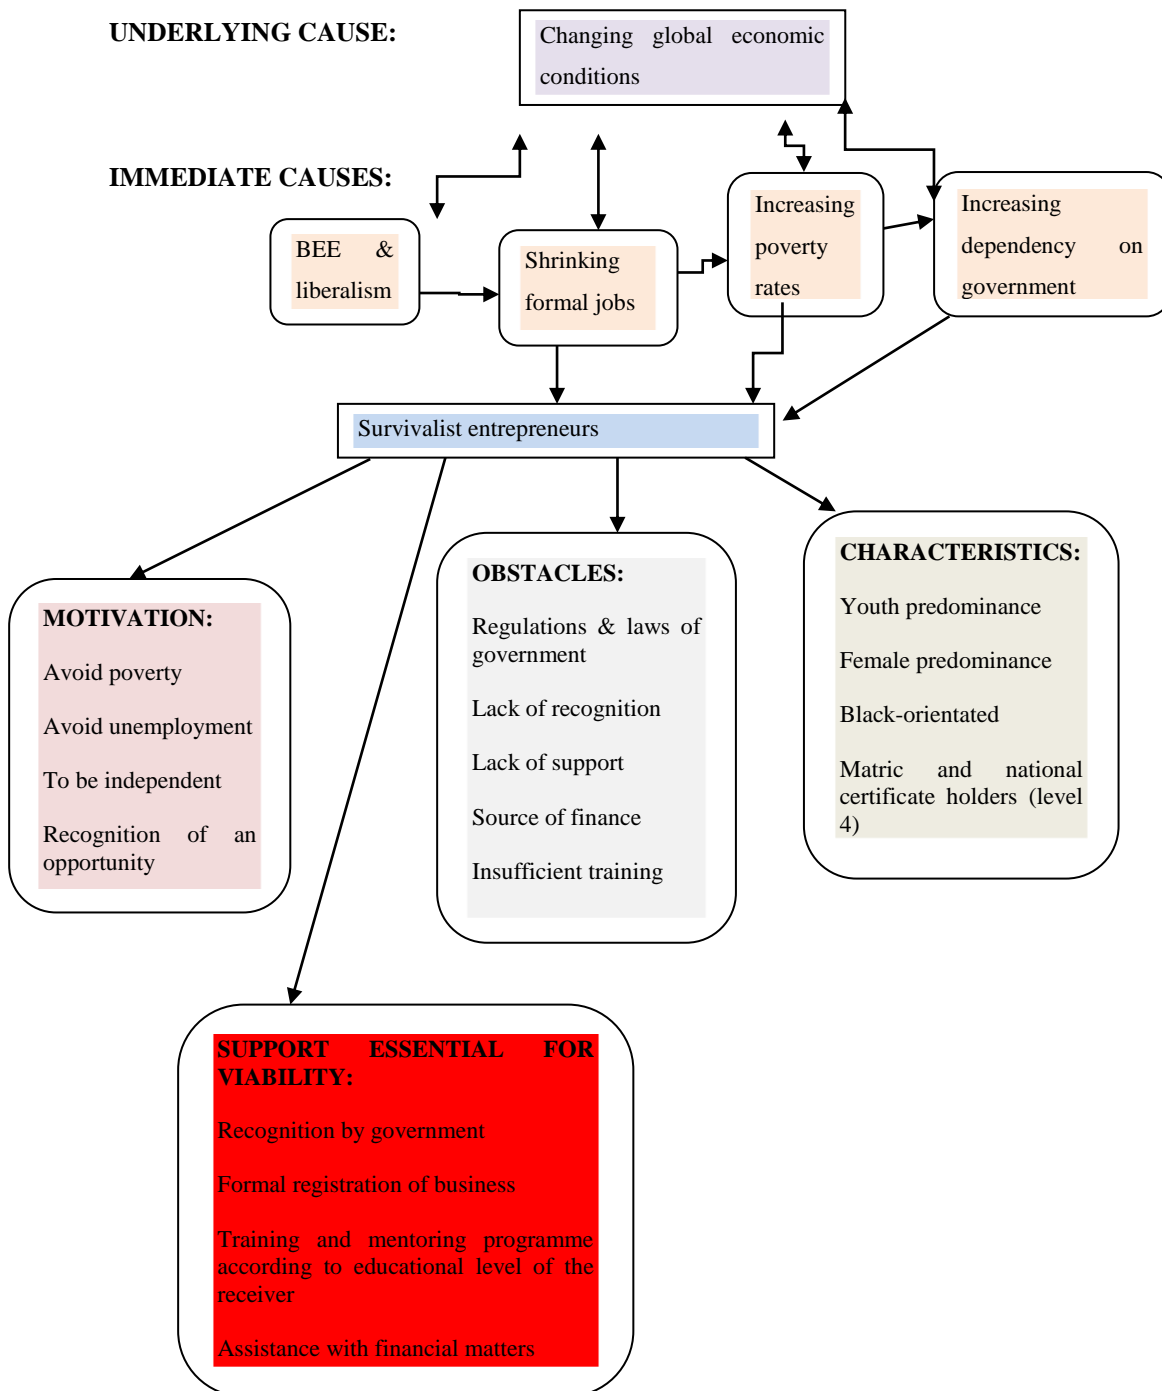 UNDERLYING CAUSE:
Changing global economic
conditions
IMMEDIATE CAUSES:
BEE &
liberalism
Shrinking
formal jobs
Increasing
poverty
rates
Increasing
dependency on
government
Survivalist entrepreneurs
MOTIVATION:
Avoid poverty
Avoid unemployment
To be independent
Recognition of an
opportunity
OBSTACLES:
Regulations & laws of
government
Lack of recognition
Lack of support
Source of finance
Insufficient training
CHARACTERISTICS:
Youth predominance
Female predominance
Black-orientated
Matric and national
certificate holders (level
4)
SUPPORT ESSENTIAL FOR
VIABILITY:
Recognition by government
Formal registration of business
Training and mentoring programme
according to educational level of the
receiver
Assistance with financial matters